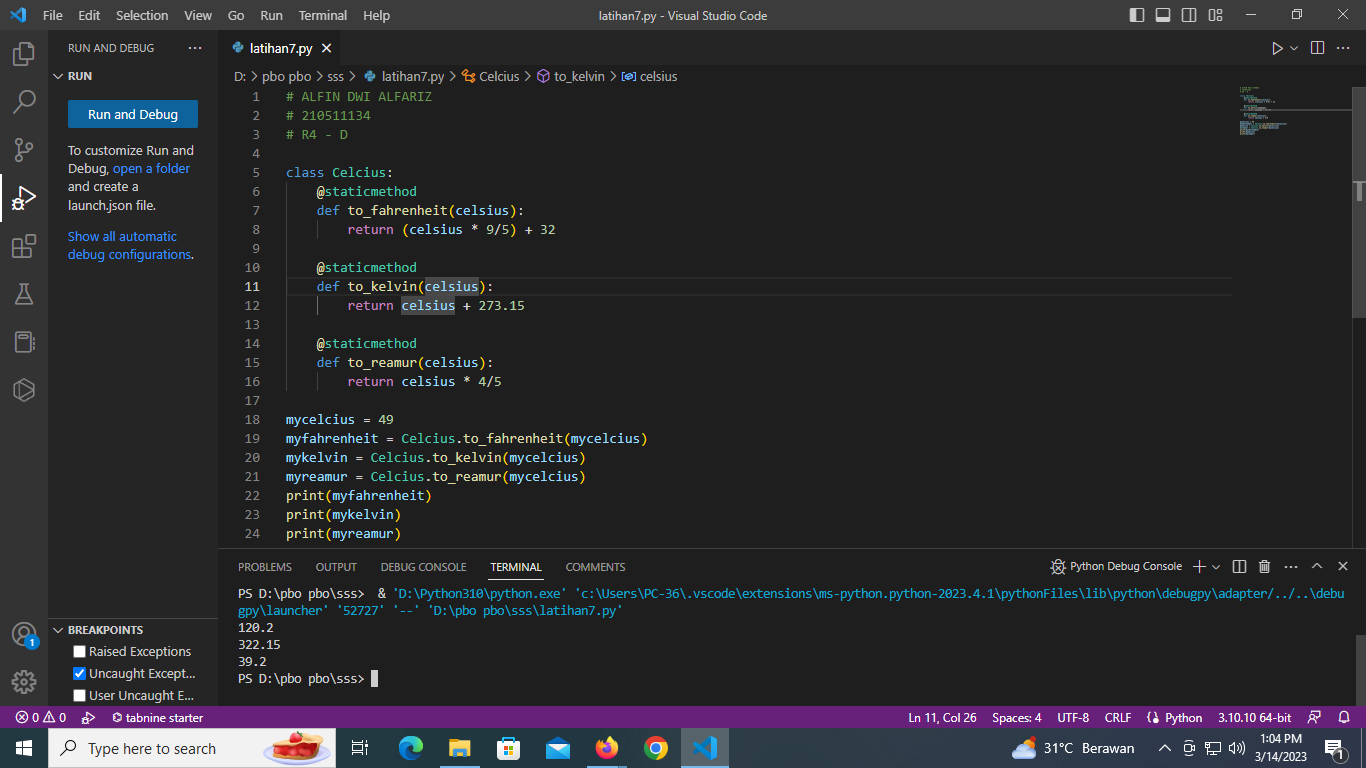 File Edit Selection View Go Run Terminal Help latihan7.py - Visual Studio Code
RUN AND DEBUG ···
RUN
Run and Debug
To customize Run and
Debug, open a folder
and create a
launch.json file.
Show all automatic
debug configurations.
BREAKPOINTS
Raised Exceptions
Uncaught Except...
User Uncaught E...
latihan7.py
D: > pbo pbo > sss > latihan7.py > Celcius > to_kelvin > celsius
1 # ALFIN DWI ALFARIZ
2 # 210511134
3 # R4 - D
4
5 class Celcius:
6     @staticmethod
7     def to_fahrenheit(celsius):
8         return (celsius * 9/5) + 32
9
10     @staticmethod
11     def to_kelvin(celsius):
12         return celsius + 273.15
13
14     @staticmethod
15     def to_reamur(celsius):
16         return celsius * 4/5
17
18 mycelcius = 49
19 myfahrenheit = Celcius.to_fahrenheit(mycelcius)
20 mykelvin = Celcius.to_kelvin(mycelcius)
21 myreamur = Celcius.to_reamur(mycelcius)
22 print(myfahrenheit)
23 print(mykelvin)
24 print(myreamur)
PROBLEMS OUTPUT DEBUG CONSOLE TERMINAL COMMENTS Python Debug Console
PS D:\pbo pbo\sss>  & 'D:\Python310\python.exe' 'c:\Users\PC-36\.vscode\extensions\ms-python.python-2023.4.1\pythonFiles\lib\python\debugpy\adapter/../..\debu
gpy\launcher' '52727' '--' 'D:\pbo pbo\sss\latihan7.py'
120.2
322.15
39.2
PS D:\pbo pbo\sss>
1
0 0 tabnine starter Ln 11, Col 26 Spaces: 4 UTF-8 CRLF Python 3.10.10 64-bit
Type here to search 31°C Berawan 1:04 PM
3/14/2023
1